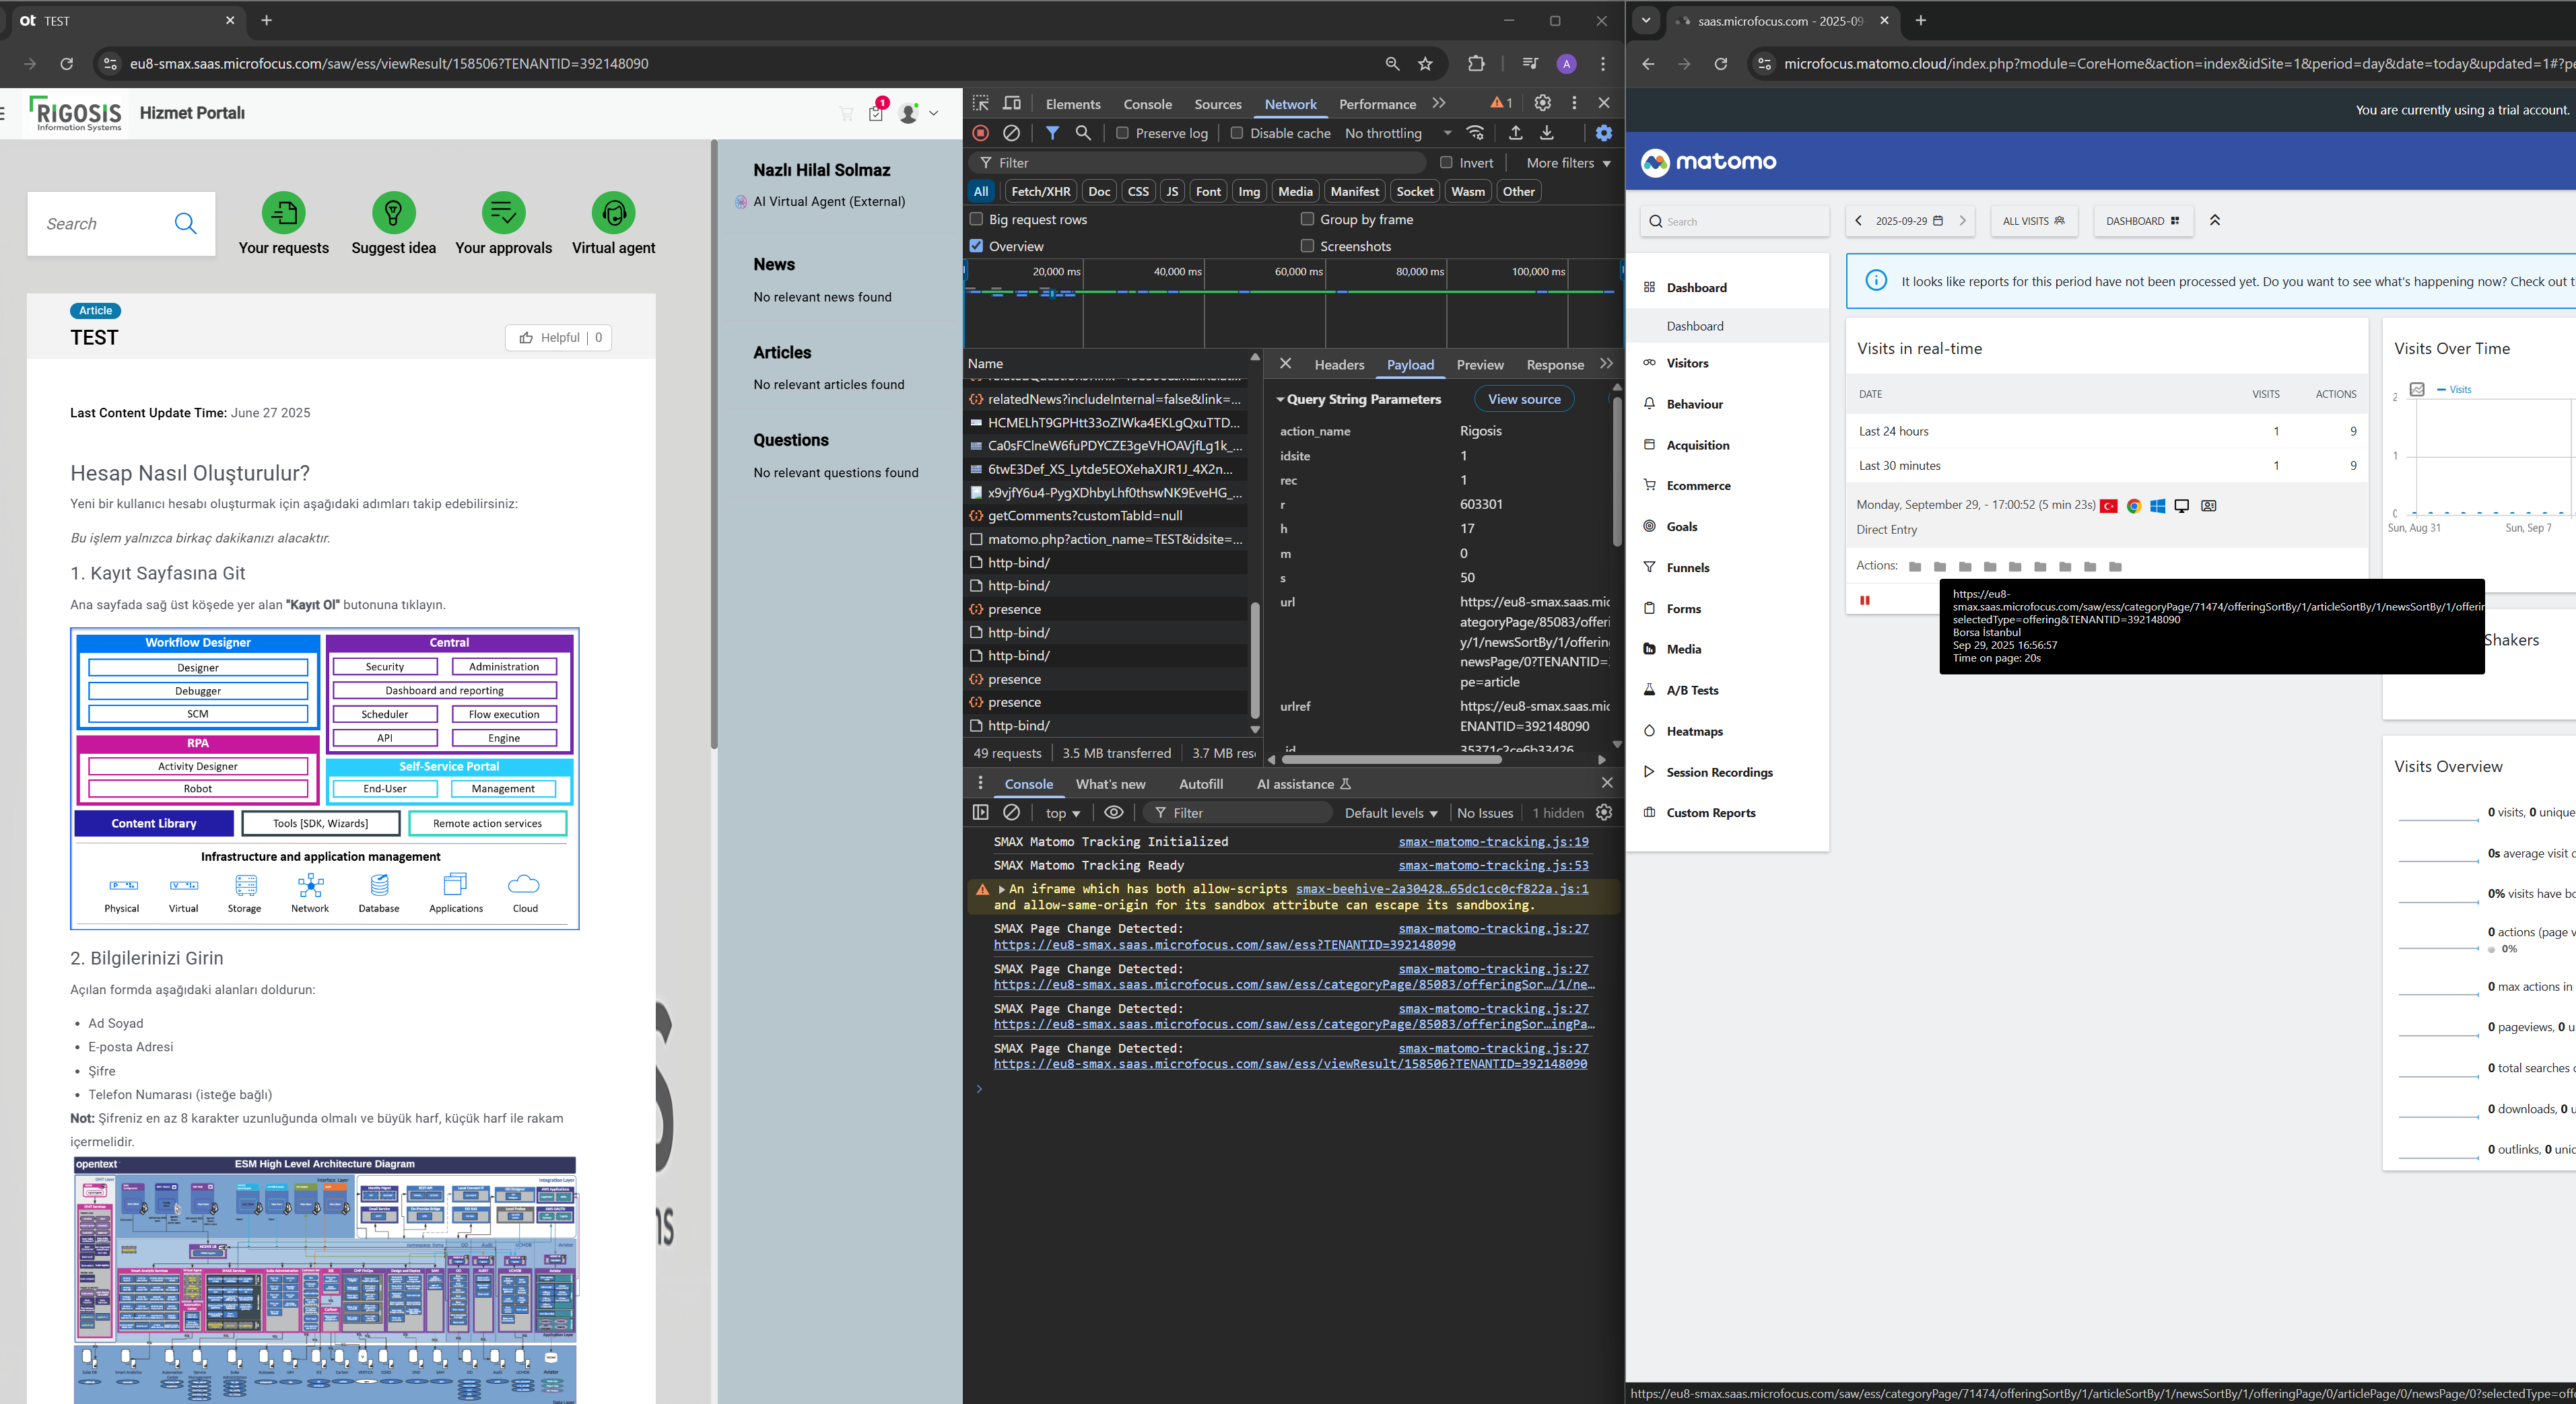 TEST
eu8-smax.saas.microfocus.com/saw/ess/viewResult/158506?TENANTID=392148090
RIGOSIS
Information Systems
Hizmet Portalı
1
Search
Your requests
Suggest idea
Your approvals
Virtual agent
Article
TEST
Helpful | 0
Last Content Update Time: June 27 2025
Hesap Nasıl Oluşturulur?
Yeni bir kullanıcı hesabı oluşturmak için aşağıdaki adımları takip edebilirsiniz:
Bu işlem yalnızca birkaç dakikanızı alacaktır.
1. Kayıt Sayfasına Git
Ana sayfada sağ üst köşede yer alan "Kayıt Ol" butonuna tıklayın.
Workflow Designer
Designer
Debugger
SCM
Central
Security
Administration
Dashboard and reporting
Scheduler
Flow execution
API
Engine
RPA
Activity Designer
Robot
Self-Service Portal
End-User
Management
Content Library
Tools [SDK, Wizards]
Remote action services
Infrastructure and application management
Physical
Virtual
Storage
Network
Database
Applications
Cloud
2. Bilgilerinizi Girin
Açılan formda aşağıdaki alanları doldurun:
• Ad Soyad
• E-posta Adresi
• Şifre
• Telefon Numarası (isteğe bağlı)
Not: Şifreniz en az 8 karakter uzunluğunda olmalı ve büyük harf, küçük harf ile rakam
içermelidir.
opentext
ESM High Level Architecture Diagram
Nazlı Hilal Solmaz
AI Virtual Agent (External)
News
No relevant news found
Articles
No relevant articles found
Questions
No relevant questions found
Elements
Console
Sources
Network
Performance
1
Preserve log
Disable cache
No throttling
Filter
Invert
More filters
All
Fetch/XHR
Doc
CSS
JS
Font
Img
Media
Manifest
Socket
Wasm
Other
Big request rows
Group by frame
Overview
Screenshots
20,000 ms
40,000 ms
60,000 ms
80,000 ms
100,000 ms
Name
relatedNews?includeInternal=false&link=...
HCMELhT9GPHtt33oZIWka4EKLgQxuTTD...
Ca0sFClneW6fuPDYCZE3geVHOAVjfLg1k_...
6twE3Def_XS_Lytde5EOXehaXJR1J_4X2n...
x9vjfY6u4-PygXDhbyLhf0thswNK9EveHG_...
getComments?customTabId=null
matomo.php?action_name=TEST&idsite=...
http-bind/
http-bind/
presence
http-bind/
http-bind/
presence
presence
http-bind/
49 requests
3.5 MB transferred
3.7 MB res
Headers
Payload
Preview
Response
Query String Parameters
View source
action_name
Rigosis
idsite
1
rec
1
r
603301
h
17
m
0
s
50
url
https://eu8-smax.saas.mic
ategoryPage/85083/offeri
y/1/newsSortBy/1/offering
newsPage/0?TENANTID=
pe=article
urlref
https://eu8-smax.saas.mic
ENANTID=392148090
_id
35371c2ce6b33426
Console
What's new
Autofill
AI assistance
top
Filter
Default levels
No Issues
1 hidden
SMAX Matomo Tracking Initialized
smax-matomo-tracking.js:19
SMAX Matomo Tracking Ready
smax-matomo-tracking.js:53
An iframe which has both allow-scripts
smax-beehive-2a30428…65dc1cc0cf822a.js:1
and allow-same-origin for its sandbox attribute can escape its sandboxing.
SMAX Page Change Detected:
smax-matomo-tracking.js:27
https://eu8-smax.saas.microfocus.com/saw/ess?TENANTID=392148090
SMAX Page Change Detected:
smax-matomo-tracking.js:27
https://eu8-smax.saas.microfocus.com/saw/ess/categoryPage/85083/offeringSor…/1/ne…
SMAX Page Change Detected:
smax-matomo-tracking.js:27
https://eu8-smax.saas.microfocus.com/saw/ess/categoryPage/85083/offeringSor…ingPa…
SMAX Page Change Detected:
smax-matomo-tracking.js:27
https://eu8-smax.saas.microfocus.com/saw/ess/viewResult/158506?TENANTID=392148090
saas.microfocus.com - 2025-09-
microfocus.matomo.cloud/index.php?module=CoreHome&action=index&idSite=1&period=day&date=today&updated=1#?pe
You are currently using a trial account.
matomo
Search
2025-09-29
ALL VISITS
DASHBOARD
Dashboard
Dashboard
Visitors
Behaviour
Acquisition
Ecommerce
Goals
Funnels
Forms
Media
A/B Tests
Heatmaps
Session Recordings
Custom Reports
It looks like reports for this period have not been processed yet. Do you want to see what's happening now? Check out t
Visits in real-time
DATE
VISITS
ACTIONS
Last 24 hours
1
9
Last 30 minutes
1
9
Monday, September 29, - 17:00:52 (5 min 23s)
Direct Entry
Actions:
https://eu8-
smax.saas.microfocus.com/saw/ess/categoryPage/71474/offeringSortBy/1/articleSortBy/1/newsSortBy/1/offerin
selectedType=offering&TENANTID=392148090
Borsa İstanbul
Sep 29, 2025 16:56:57
Time on page: 20s
Visits Over Time
Visits
2
1
0
Sun, Aug 31
Sun, Sep 7
Shakers
Visits Overview
0 visits, 0 unique
0s average visit
0% visits have bo
0 actions (page v
0%
0 max actions in
0 pageviews, 0 u
0 total searches
0 downloads, 0 u
0 outlinks, 0 unic
https://eu8-smax.saas.microfocus.com/saw/ess/categoryPage/71474/offeringSortBy/1/articleSortBy/1/newsSortBy/1/offeringPage/0/articlePage/0/newsPage/0?selectedType=off